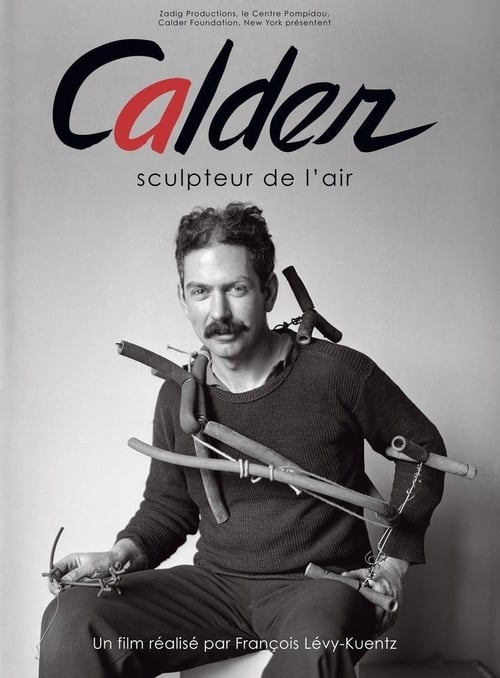 Zadig Productions, le Centre Pompidou,
Calder Foundation, New York présentent
Calder
sculpteur de l'air
Un film réalisé par François Lévy-Kuentz